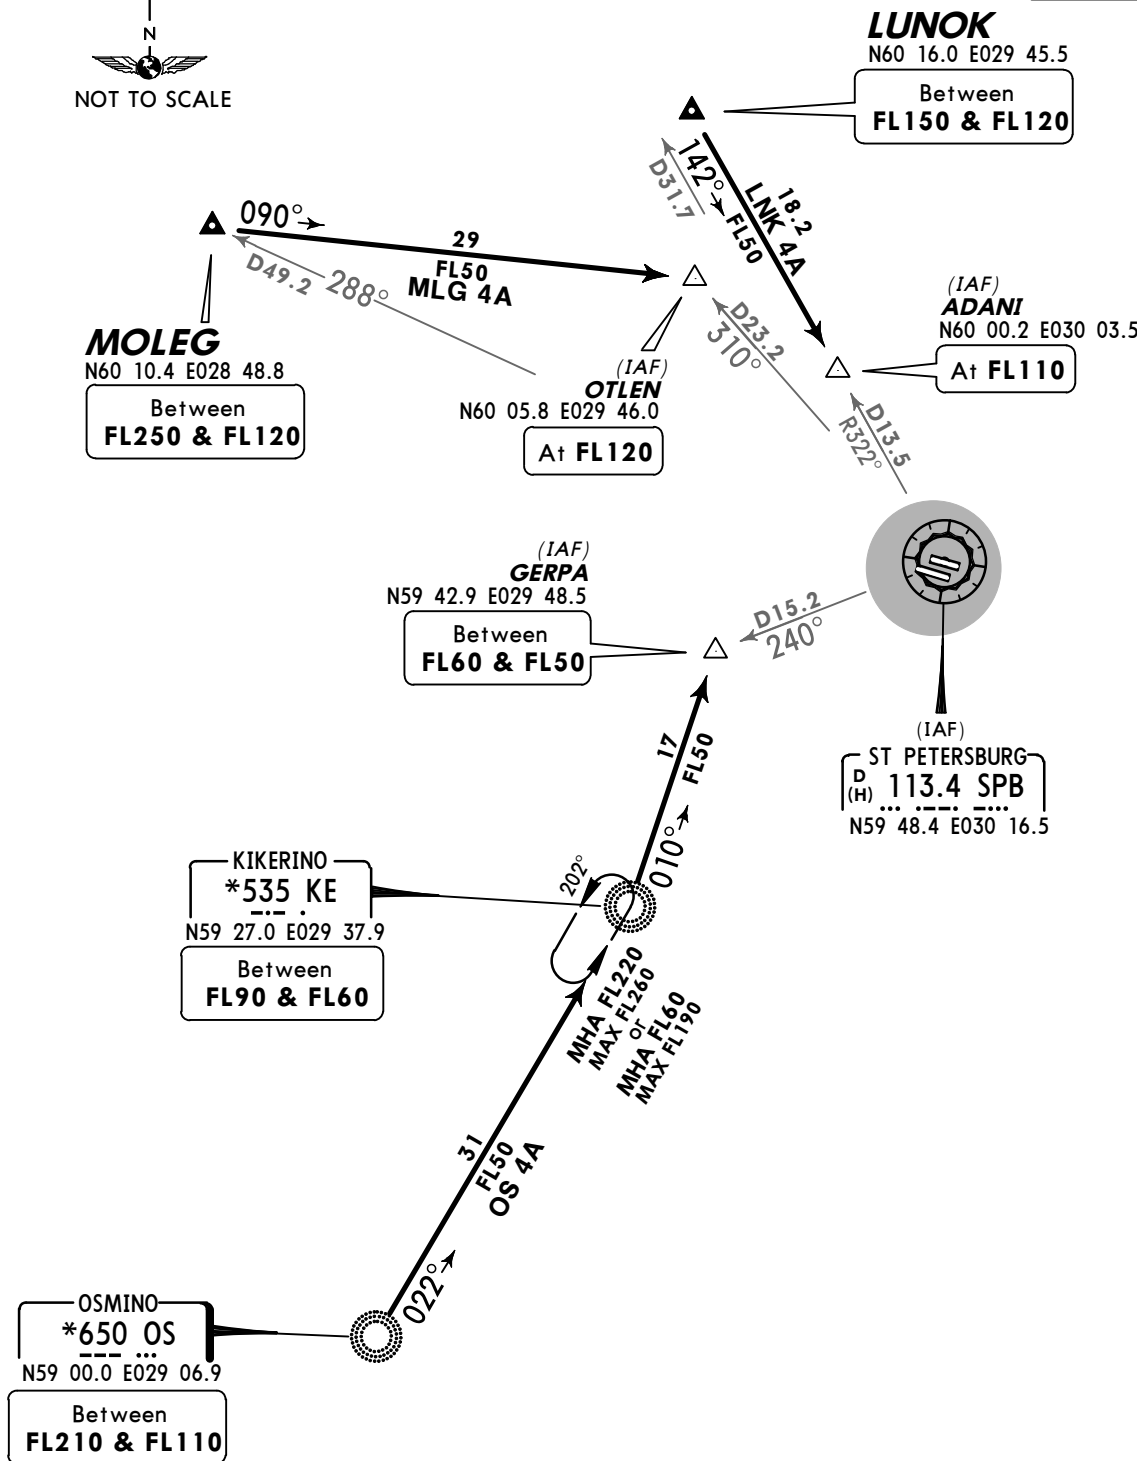 N
NOT TO SCALE
LUNOK
N60 16.0 E029 45.5
Between
FL150 & FL120
142°
FL50
18.2
LNK 4A
D31.7
090°
29
FL50
MLG 4A
D49.2
288°
MOLEG
N60 10.4 E028 48.8
Between
FL250 & FL120
(IAF)
OTLEN
N60 05.8 E029 46.0
At FL120
D23.2
310°
(IAF)
ADANI
N60 00.2 E030 03.5
At FL110
D13.5
R322°
(IAF)
GERPA
N59 42.9 E029 48.5
Between
FL60 & FL50
D15.2
240°
(IAF)
ST PETERSBURG
D
(H)
113.4 SPB
N59 48.4 E030 16.5
17
FL50
010°
202°
KIKERINO
*535 KE
N59 27.0 E029 37.9
Between
FL90 & FL60
MHA FL220
MAX FL260
or
MHA FL60
MAX FL190
31
FL50
OS 4A
022°
OSMINO
*650 OS
N59 00.0 E029 06.9
Between
FL210 & FL110